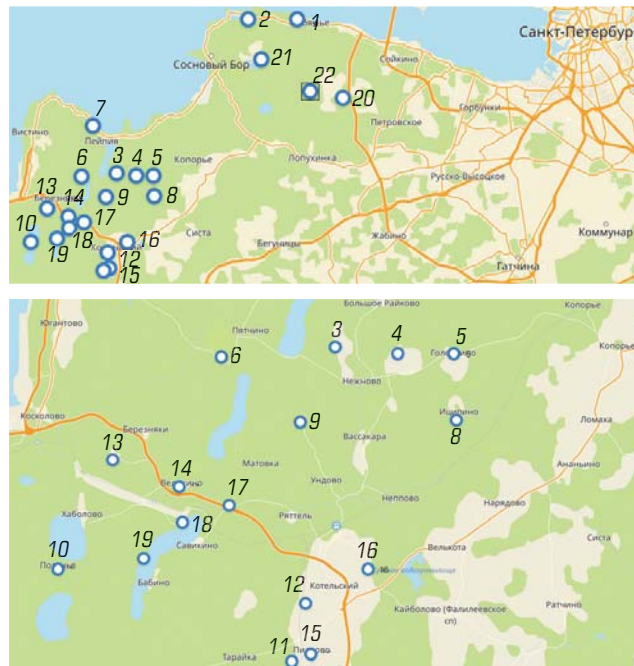 2
1
Санкт-Петербург
Сосновый Бор
21
Сойкино
22
20
Горбунки
7
Петровское
Вистино
Пейпия
6
3
4
5
Копорье
Лопухинка
Русско-Высоцкое
13
14
9
8
10
17
16
Систа
Коммунар
19
18
12
Бегуницы
Жабино
Гатчина
15
Большое Райково
Копорье
Югантово
Пятчино
3
4
5
Копорье
6
Нежново
Косколово
Березняки
9
Ищипино
8
Ломаха
13
Вассакара
14
Матовка
Ундово
Ананьино
17
Неппово
Нарядово
Хаболово
18
Ряттель
Систа
10
19
Савикино
16
Велькота
Бабино
12
Котельский
Кайболово (Фалилеевское
сп)
Ратчино
15
11
Тарайка